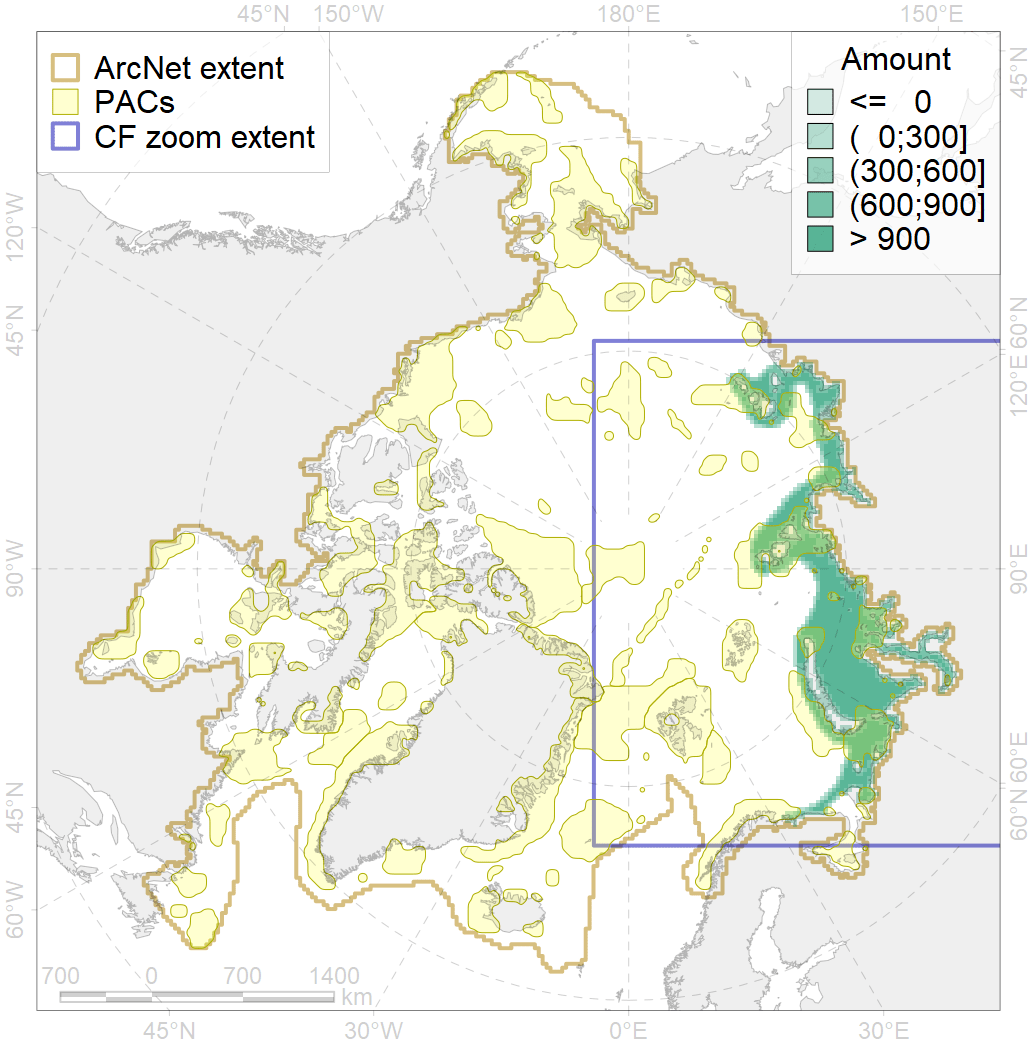 45°N 150°W 180°E 150°E
ArcNet extent
PACs
CF zoom extent
Amount
<= 0
( 0;300]
(300;600]
(600;900]
> 900
120°W
45°N
90°W
45°N
60°W
45°N
60°N
120°E
90°E
60°E
60°N
700 0 700 1400
km
45°N 30°W 0°E 30°E